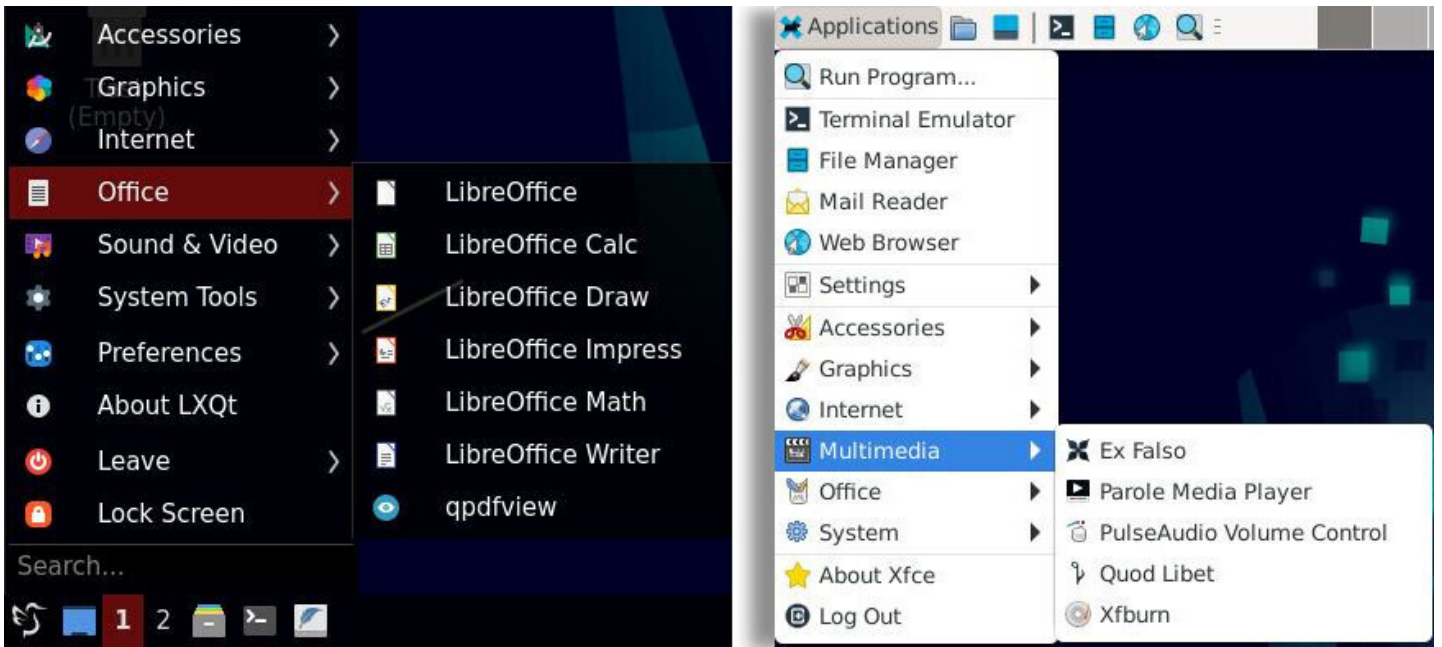 Accessories
Graphics
(Empty)
Internet
Office
Sound & Video
System Tools
Preferences
About LXQt
Leave
Lock Screen
Search...
1 2
LibreOffice
LibreOffice Calc
LibreOffice Draw
LibreOffice Impress
LibreOffice Math
LibreOffice Writer
qpdfview
Applications
Run Program...
Terminal Emulator
File Manager
Mail Reader
Web Browser
Settings
Accessories
Graphics
Internet
Multimedia
Office
System
About Xfce
Log Out
Ex Falso
Parole Media Player
PulseAudio Volume Control
Quod Libet
Xfburn